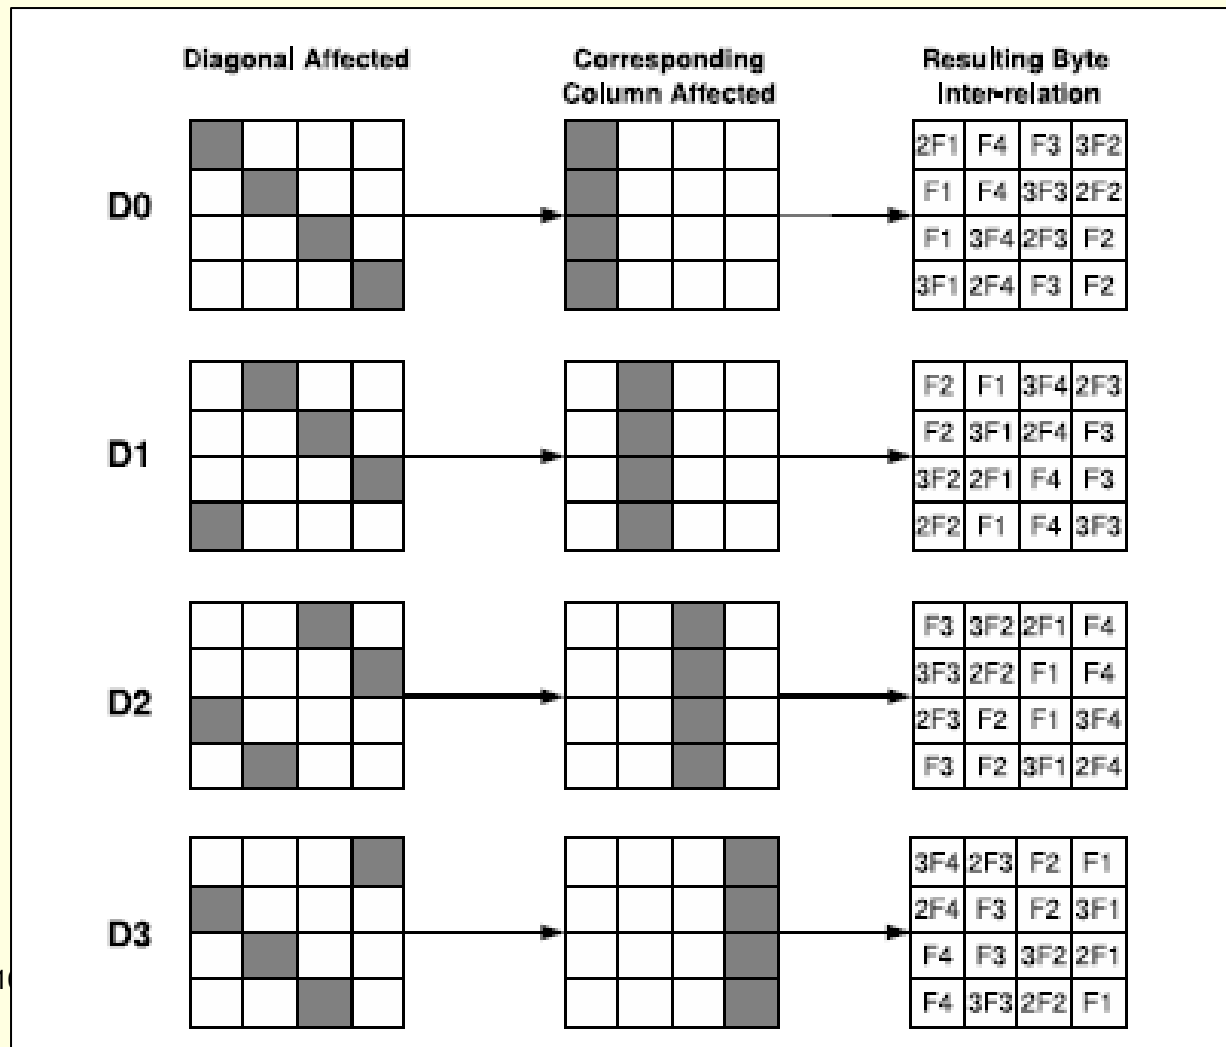 Diagonal Affected Corresponding Resulting Byte
Column Affected Inter-relation
2F1 F4 F3 3F2
D0 F1 F4 3F3 2F2
F1 3F4 2F3 F2
3F1 2F4 F3 F2
F2 F1 3F4 2F3
D1 F2 3F1 2F4 F3
3F2 2F1 F4 F3
2F2 F1 F4 3F3
F3 3F2 2F1 F4
D2 3F3 2F2 F1 F4
2F3 F2 F1 3F4
F3 F2 3F1 2F4
3F4 2F3 F2 F1
D3 2F4 F3 F2 3F1
F4 F3 3F2 2F1
F4 3F3 2F2 F1